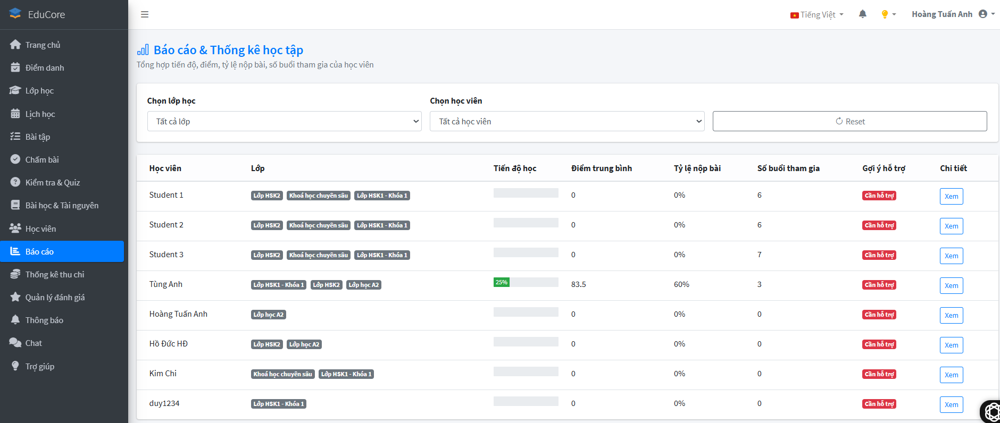 EduCore
Tiếng Việt
Hoàng Tuấn Anh
Trang chủ
Điểm danh
Lớp học
Lịch học
Bài tập
Chấm bài
Kiểm tra & Quiz
Bài học & Tài nguyên
Học viên
Báo cáo
Thống kê thu chi
Quản lý đánh giá
Thông báo
Chat
Trợ giúp
Báo cáo & Thống kê học tập
Tổng hợp tiến độ, điểm, tỷ lệ nộp bài, số buổi tham gia của học viên
Chọn lớp học Chọn học viên
Tất cả lớp Tất cả học viên Reset
Học viên Lớp Tiến độ học Điểm trung bình Tỷ lệ nộp bài Số buổi tham gia Gợi ý hỗ trợ Chi tiết
Student 1 Lớp HSK2 Khoá học chuyên sâu Lớp HSK1 - Khóa 1 0 0% 6 Cần hỗ trợ Xem
Student 2 Lớp HSK2 Khoá học chuyên sâu Lớp HSK1 - Khóa 1 0 0% 6 Cần hỗ trợ Xem
Student 3 Lớp HSK2 Khoá học chuyên sâu Lớp HSK1 - Khóa 1 0 0% 7 Cần hỗ trợ Xem
Tùng Anh Lớp HSK1 - Khóa 1 Lớp HSK2 Lớp học A2 25% 83.5 60% 3 Cần hỗ trợ Xem
Hoàng Tuấn Anh Lớp học A2 0 0% 0 Cần hỗ trợ Xem
Hồ Đức HĐ Lớp HSK2 Lớp học A2 0 0% 0 Cần hỗ trợ Xem
Kim Chi Khoá học chuyên sâu Lớp HSK1 - Khóa 1 0 0% 0 Cần hỗ trợ Xem
duy1234 Lớp HSK1 - Khóa 1 0 0% 0 Cần hỗ trợ Xem